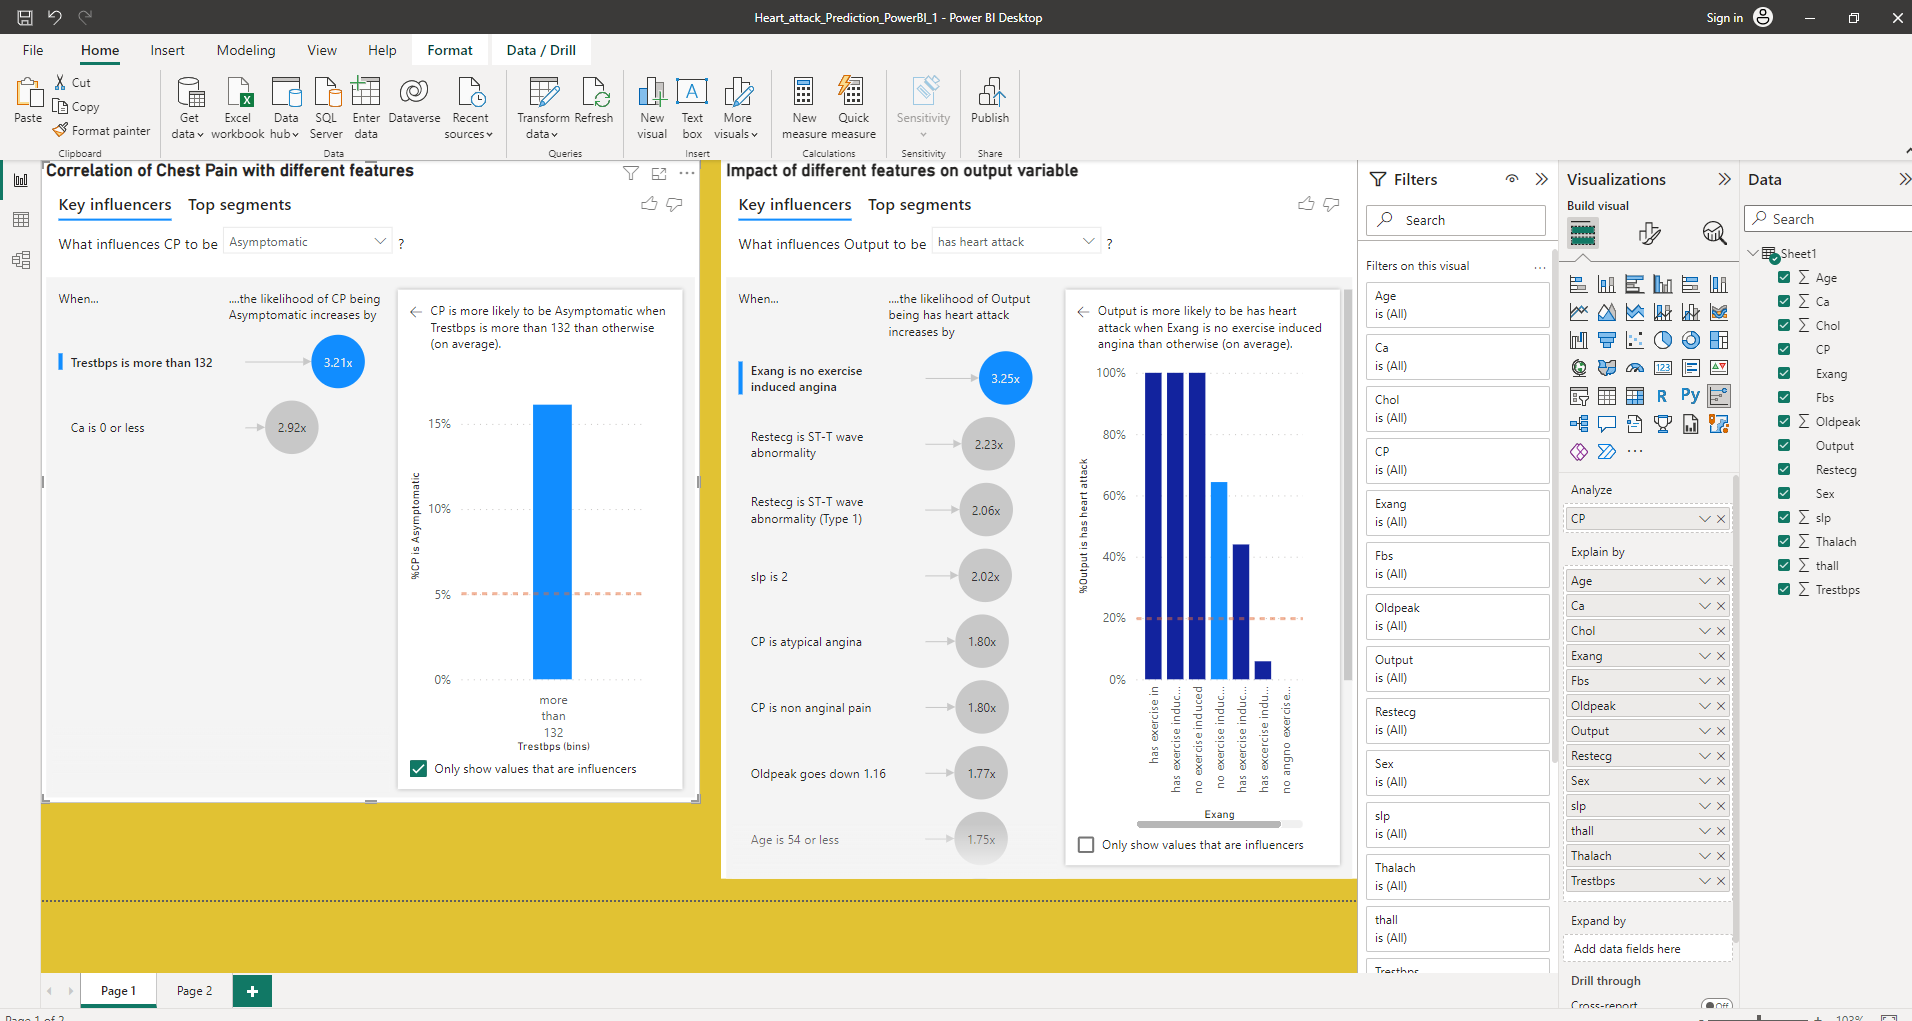 Heart_attack_Prediction_PowerBI_1 - Power BI Desktop
Sign in
File
Home
Insert
Modeling
View
Help
Format
Data / Drill
Paste
Cut
Copy
Format painter
Clipboard
Get data
Excel workbook
Data hub
SQL Server
Enter data
Dataverse
Recent sources
Data
Transform data
Refresh
Queries
New visual
Text box
More visuals
Insert
New measure
Quick measure
Calculations
Sensitivity
Sensitivity
Publish
Share
Correlation of Chest Pain with different features
Key influencers
Top segments
What influences CP to be
Asymptomatic
?
When...
....the likelihood of CP being
Asymptomatic increases by
Trestbps is more than 132
3.21x
Ca is 0 or less
2.92x
CP is more likely to be Asymptomatic when
Trestbps is more than 132 than otherwise
(on average).
%CP is Asymptomatic
15%
10%
5%
0%
more
than
132
Trestbps (bins)
Only show values that are influencers
Impact of different features on output variable
Key influencers
Top segments
What influences Output to be
has heart attack
?
When...
....the likelihood of Output
being has heart attack
increases by
Exang is no exercise
induced angina
3.25x
Restecg is ST-T wave
abnormality
2.23x
Restecg is ST-T wave
abnormality (Type 1)
2.06x
slp is 2
2.02x
CP is atypical angina
1.80x
CP is non anginal pain
1.80x
Oldpeak goes down 1.16
1.77x
Age is 54 or less
1.75x
Output is more likely to be has heart
attack when Exang is no exercise induced
angina than otherwise (on average).
%Output is has heart attack
100%
80%
60%
40%
20%
0%
has exercise in
has exercise induc...
no exercise induced
no exercise induc...
has exercise induc...
has excercise indu...
no angno exercise...
Exang
Only show values that are influencers
Filters
Search
Filters on this visual
...
Age
is (All)
Ca
is (All)
Chol
is (All)
CP
is (All)
Exang
is (All)
Fbs
is (All)
Oldpeak
is (All)
Output
is (All)
Restecg
is (All)
Sex
is (All)
slp
is (All)
Thalach
is (All)
thall
is (All)
Trestbps
Visualizations
Build visual
123
R
Py
...
Analyze
CP
Explain by
Age
Ca
Chol
Exang
Fbs
Oldpeak
Output
Restecg
Sex
slp
thall
Thalach
Trestbps
Expand by
Add data fields here
Drill through
Cross-report
Off
Data
Search
Sheet1
Age
Ca
Chol
CP
Exang
Fbs
Oldpeak
Output
Restecg
Sex
slp
Thalach
thall
Trestbps
Page 1
Page 2
Page 1 of 2
103%